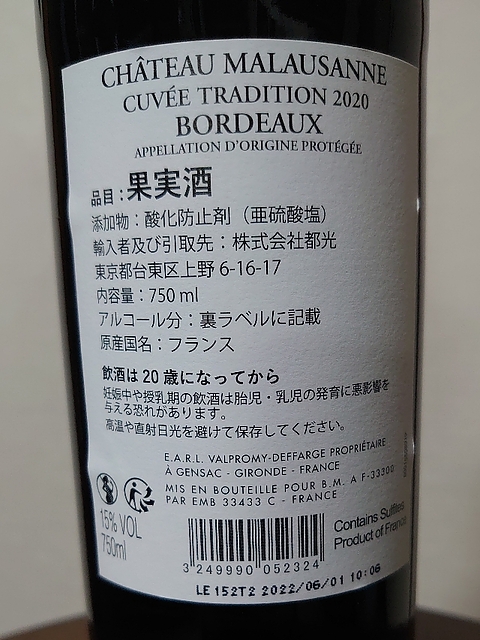 CHÂTEAU MALAUSANNE
CUVÉE TRADITION 2020
BORDEAUX
APPELLATION D'ORIGINE PROTÉGÉE
品目：果実酒
添加物：酸化防止剤（亜硫酸塩）
輸入者及び引取先：株式会社都光
東京都台東区上野 6-16-17
内容量：750 ml
アルコール分：裏ラベルに記載
原産国名：フランス
飲酒は 20 歳になってから
妊娠中や授乳期の飲酒は胎児・乳児の発育に悪影響を
与える恐れがあります。
高温や直射日光を避けて保存してください。
E.A.R.L. VALPROMY-DEFFARGE PROPRIÉTAIRE
À GENSAC - GIRONDE - FRANCE
MIS EN BOUTEILLE POUR B.M. A F-33300
PAR EMB 33433 C - FRANCE
15% VOL
750ml
Contains Sulfites
Product of France
3 249990 052324
LE 152T2 2022/06/01 10:06